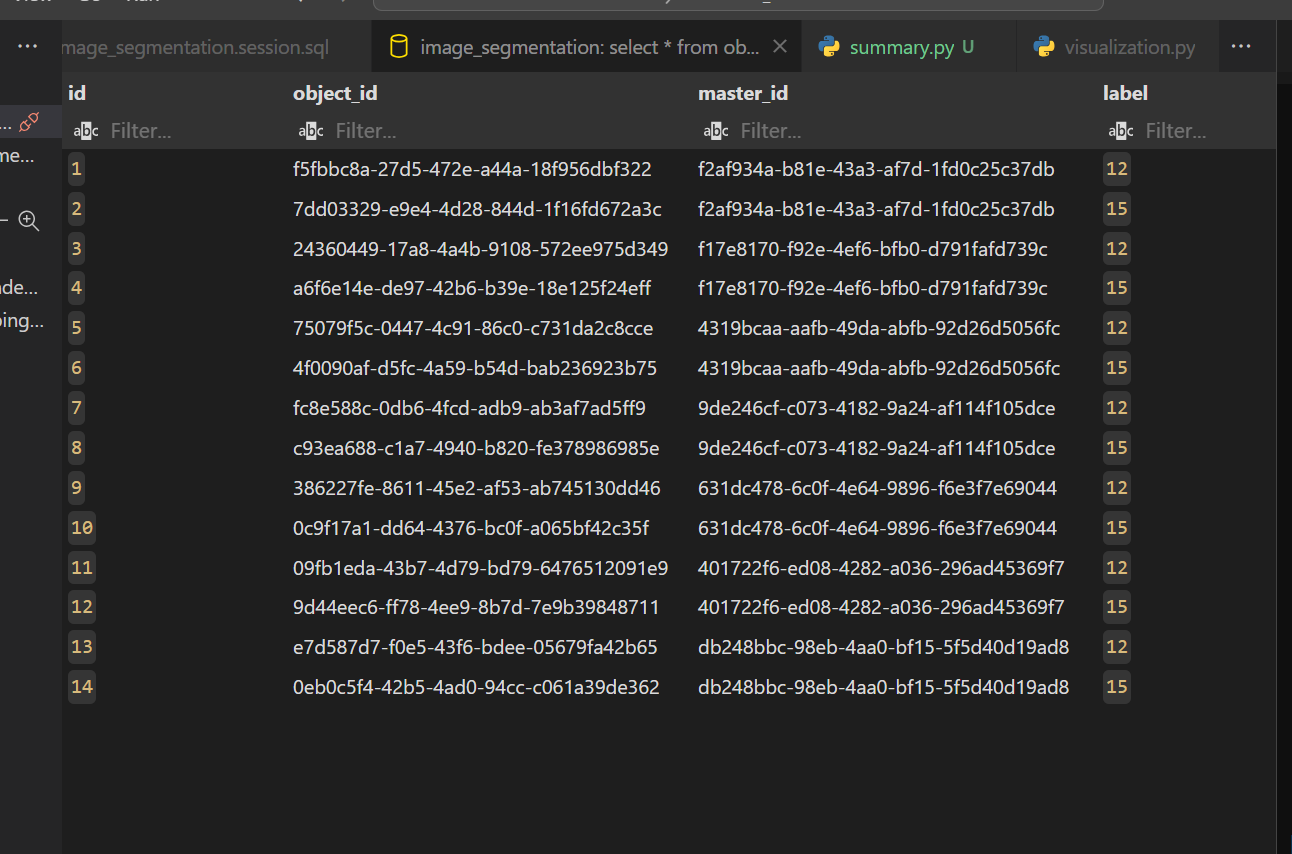 mage_segmentation.session.sql image_segmentation: select * from ob... summary.py U visualization.py ...
id object_id master_id label
abc Filter... abc Filter... abc Filter... abc Filter...
1 f5fbbc8a-27d5-472e-a44a-18f956dbf322 f2af934a-b81e-43a3-af7d-1fd0c25c37db 12
2 7dd03329-e9e4-4d28-844d-1f16fd672a3c f2af934a-b81e-43a3-af7d-1fd0c25c37db 15
3 24360449-17a8-4a4b-9108-572ee975d349 f17e8170-f92e-4ef6-bfb0-d791fafd739c 12
4 a6f6e14e-de97-42b6-b39e-18e125f24eff f17e8170-f92e-4ef6-bfb0-d791fafd739c 15
5 75079f5c-0447-4c91-86c0-c731da2c8cce 4319bcaa-aafb-49da-abfb-92d26d5056fc 12
6 4f0090af-d5fc-4a59-b54d-bab236923b75 4319bcaa-aafb-49da-abfb-92d26d5056fc 15
7 fc8e588c-0db6-4fcd-adb9-ab3af7ad5ff9 9de246cf-c073-4182-9a24-af114f105dce 12
8 c93ea688-c1a7-4940-b820-fe378986985e 9de246cf-c073-4182-9a24-af114f105dce 15
9 386227fe-8611-45e2-af53-ab745130dd46 631dc478-6c0f-4e64-9896-f6e3f7e69044 12
10 0c9f17a1-dd64-4376-bc0f-a065bf42c35f 631dc478-6c0f-4e64-9896-f6e3f7e69044 15
11 09fb1eda-43b7-4d79-bd79-6476512091e9 401722f6-ed08-4282-a036-296ad45369f7 12
12 9d44eec6-ff78-4ee9-8b7d-7e9b39848711 401722f6-ed08-4282-a036-296ad45369f7 15
13 e7d587d7-f0e5-43f6-bdee-05679fa42b65 db248bbc-98eb-4aa0-bf15-5f5d40d19ad8 12
14 0eb0c5f4-42b5-4ad0-94cc-c061a39de362 db248bbc-98eb-4aa0-bf15-5f5d40d19ad8 15